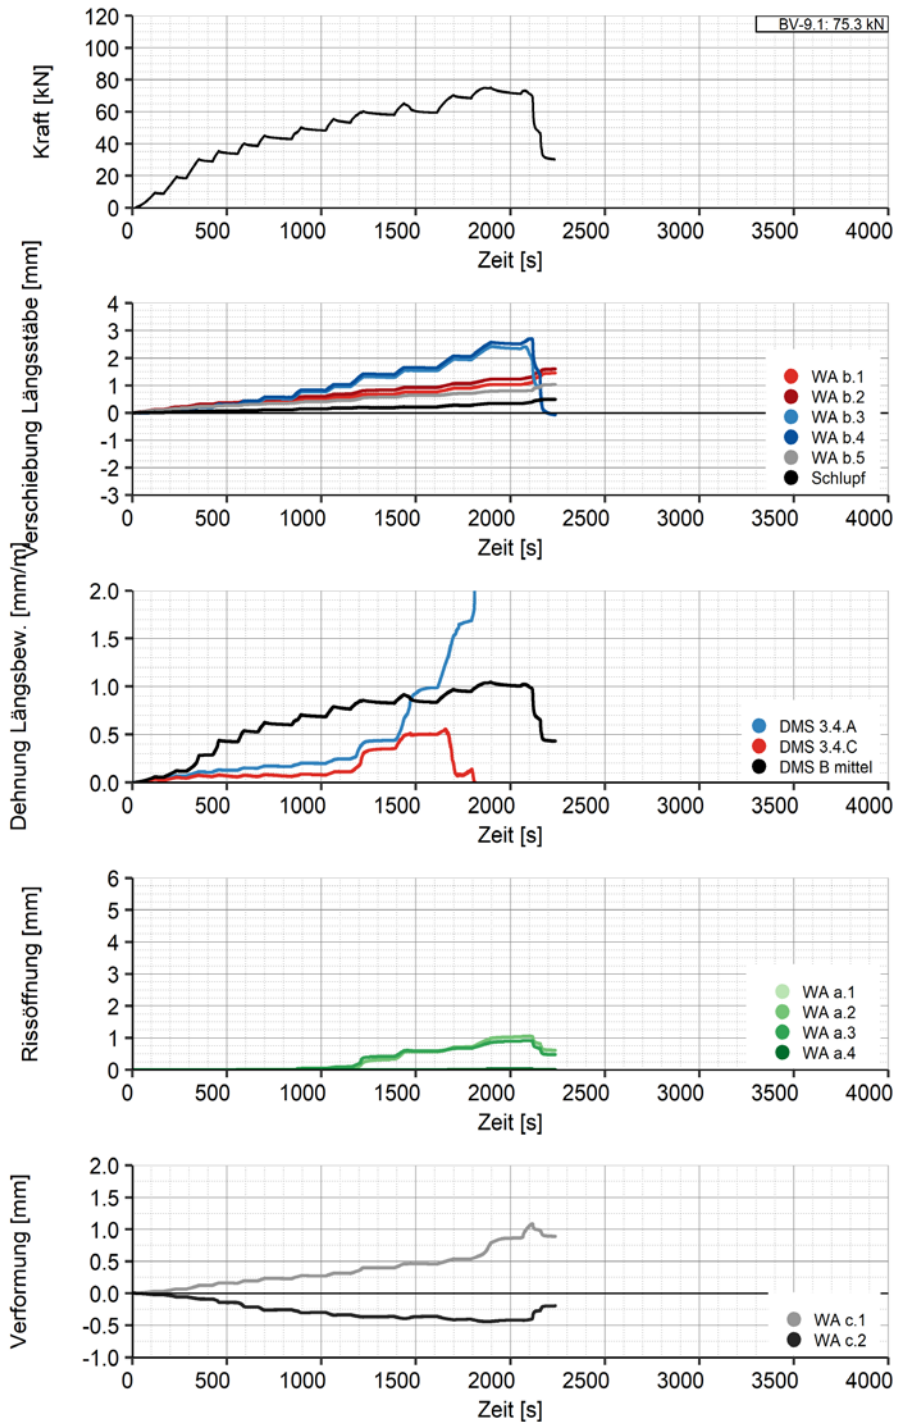 BV-9.1: 75.3 kN
Kraft [kN]
120
100
80
60
40
20
0
0 500 1000 1500 2000 2500 3000 3500 4000
Zeit [s]
Verschiebung Längsstäbe [mm]
4
3
2
1
0
-1
-2
-3
WA b.1
WA b.2
WA b.3
WA b.4
WA b.5
Schlupf
0 500 1000 1500 2000 2500 3000 3500 4000
Zeit [s]
Dehnung Längsbew. [mm/m]
2.0
1.5
1.0
0.5
0.0
DMS 3.4.A
DMS 3.4.C
DMS B mittel
0 500 1000 1500 2000 2500 3000 3500 4000
Zeit [s]
Rissöffnung [mm]
6
5
4
3
2
1
0
WA a.1
WA a.2
WA a.3
WA a.4
0 500 1000 1500 2000 2500 3000 3500 4000
Zeit [s]
Verformung [mm]
2.0
1.5
1.0
0.5
0.0
-0.5
-1.0
WA c.1
WA c.2
0 500 1000 1500 2000 2500 3000 3500 4000
Zeit [s]